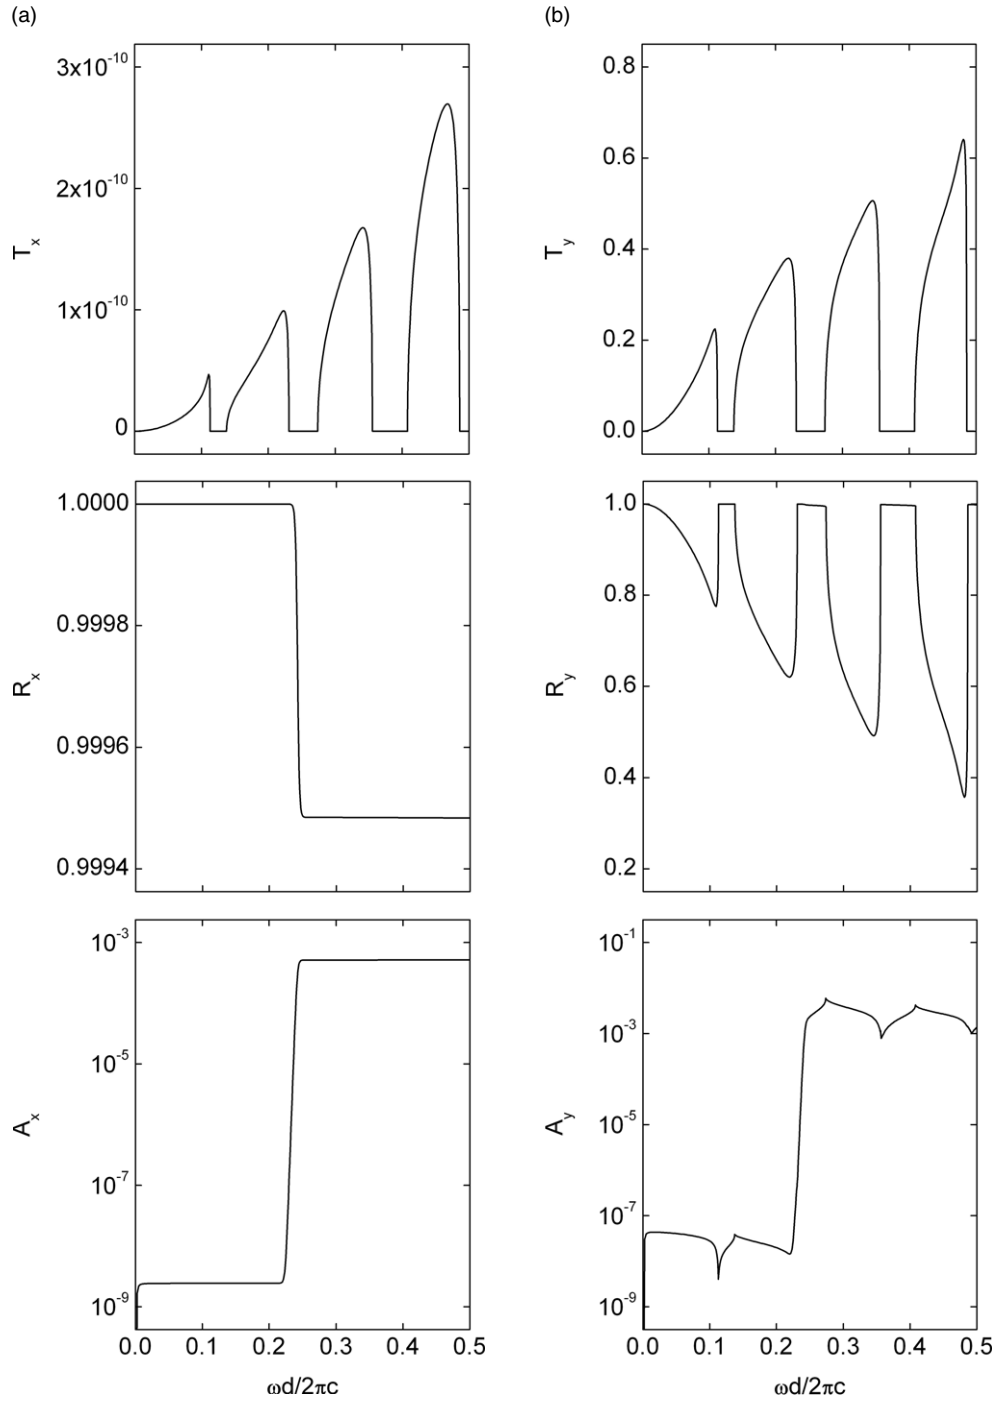 (a)
(b)
3x10⁻¹⁰
2x10⁻¹⁰
1x10⁻¹⁰
0
Tₓ
0.8
0.6
0.4
0.2
0.0
T_y
1.0000
0.9998
0.9996
0.9994
Rₓ
1.0
0.8
0.6
0.4
0.2
R_y
10⁻³
10⁻⁵
10⁻⁷
10⁻⁹
Aₓ
0.0 0.1 0.2 0.3 0.4 0.5
ωd/2πc
10⁻¹
10⁻³
10⁻⁵
10⁻⁷
10⁻⁹
A_y
0.0 0.1 0.2 0.3 0.4 0.5
ωd/2πc